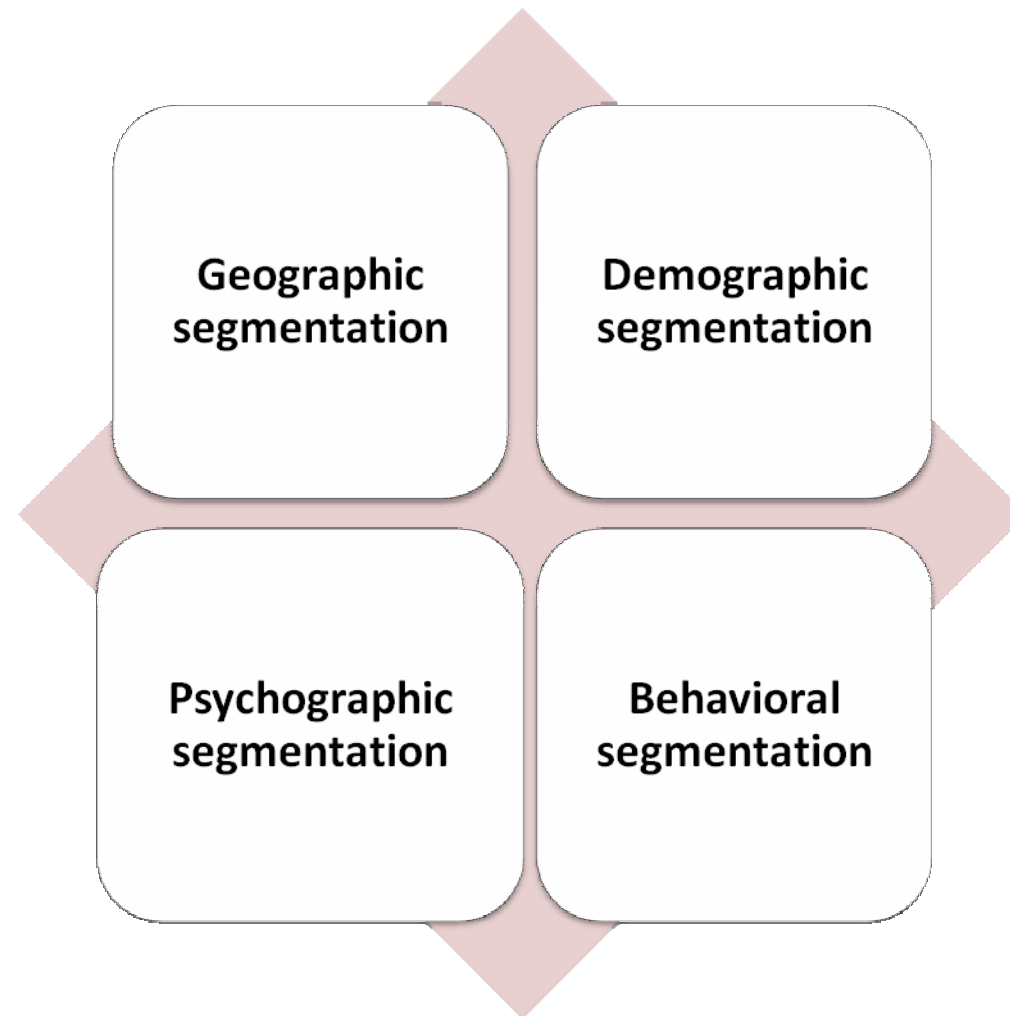 Geographic
segmentation
Demographic
segmentation
Psychographic
segmentation
Behavioral
segmentation